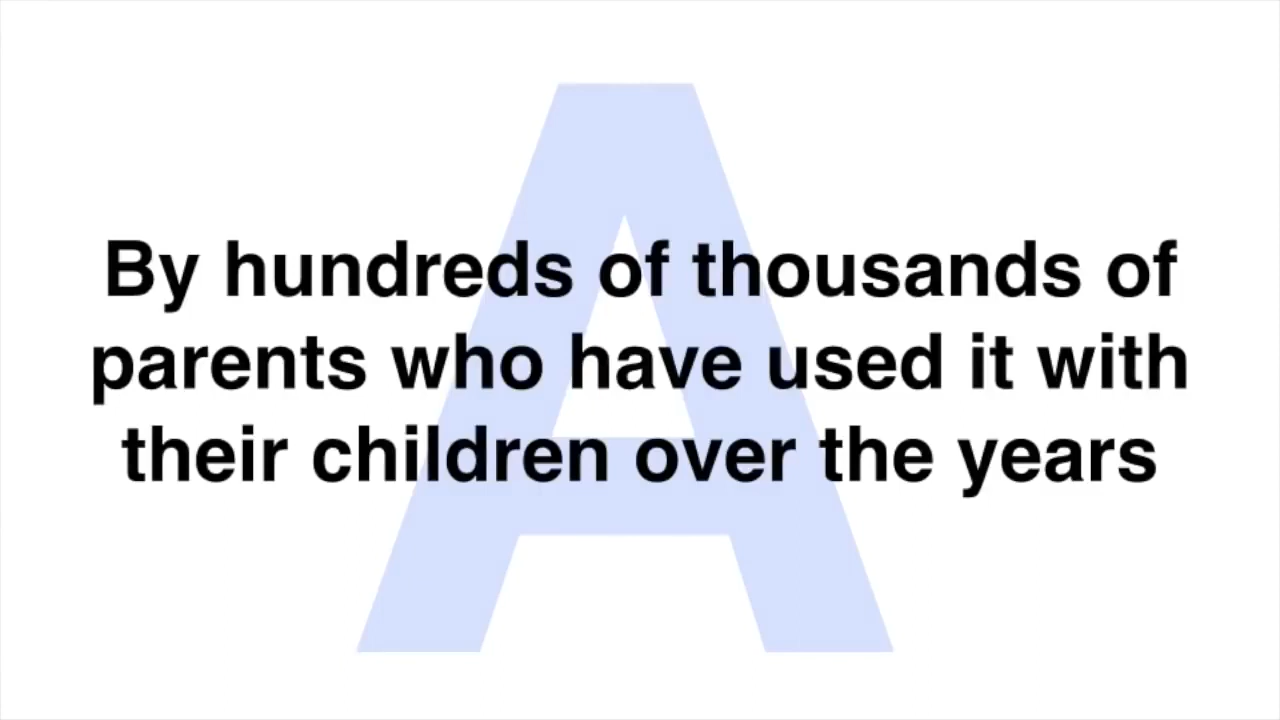 A
By hundreds of thousands of
parents who have used it with
their children over the years